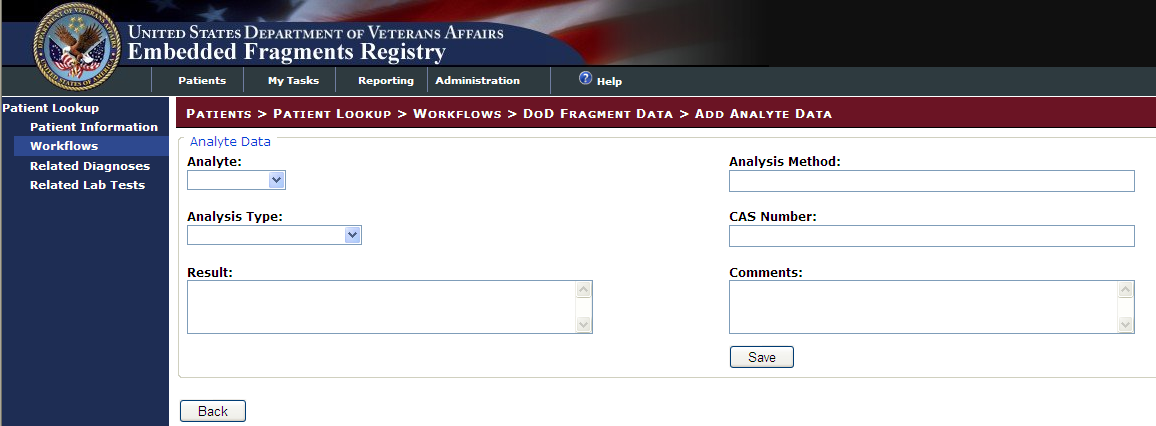 UNITED STATES DEPARTMENT OF VETERANS AFFAIRS
Embedded Fragments Registry
Patients My Tasks Reporting Administration ? Help
Patient Lookup
Patient Information
Workflows
Related Diagnoses
Related Lab Tests
PATIENTS > PATIENT LOOKUP > WORKFLOWS > DOD FRAGMENT DATA > ADD ANALYTE DATA
Analyte Data
Analyte: Analysis Method:
Analysis Type: CAS Number:
Result: Comments:
Save
Back